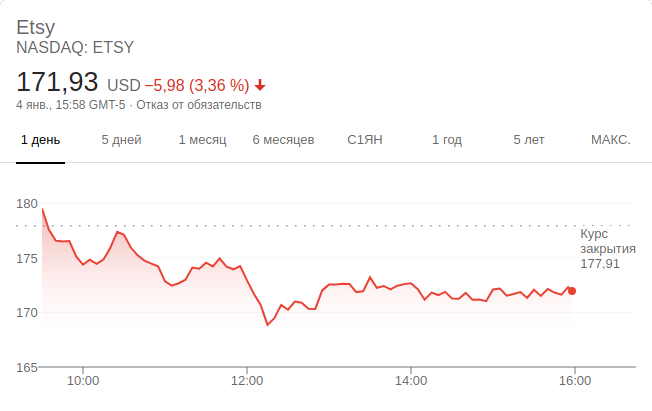 Etsy
NASDAQ: ETSY
171,93 USD −5,98 (3,36 %)
4 янв., 15:58 GMT-5 · Отказ от обязательств
1 день 5 дней 1 месяц 6 месяцев С1ЯН 1 год 5 лет МАКС.
180
Курс
закрытия
177,91
175
170
165
10:00 12:00 14:00 16:00